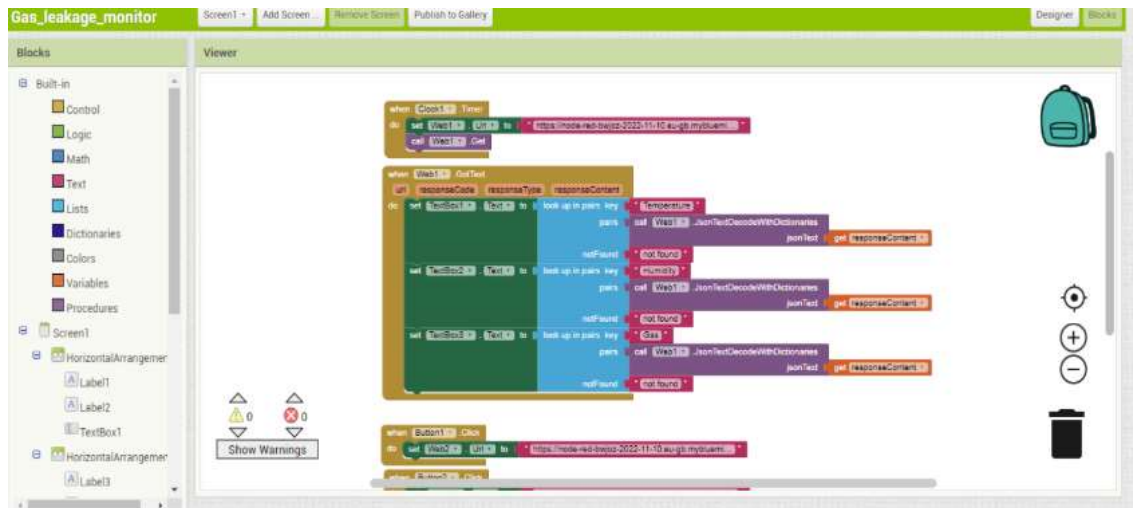 Gas_leakage_monitor Screen1 Add Screen ... Remove Screen Publish to Gallery Designer Blocks
Blocks
Viewer
Built-in
Control
Logic
Math
Text
Lists
Dictionaries
Colors
Variables
Procedures
Screen1
HorizontalArrangemer
Label1
Label2
TextBox1
HorizontalArrangemer
Label3
when Clock1 .Timer
do set Web1 . Url to
call Web1 .Get
when Web1 .GotText
url responseCode responseType responseContent
do set TextBox1 . Text to look up in pairs key " Temperature "
pairs call Web1 .JsonTextDecodeWithDictionaries
jsonText get responseContent
notFound " not found "
set TextBox2 . Text to look up in pairs key " Humidity "
pairs call Web1 .JsonTextDecodeWithDictionaries
jsonText get responseContent
notFound " not found "
set TextBox3 . Text to look up in pairs key " Gas "
pairs call Web1 .JsonTextDecodeWithDictionaries
jsonText get responseContent
notFound " not found "
when Button1 .Click
do set Web2 . Url to
when Button2 .Click
0 0
Show Warnings